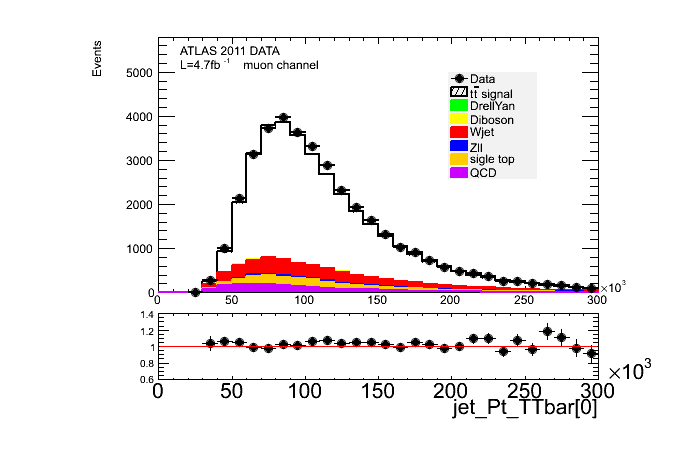 Events
ATLAS 2011 DATA
L=4.7fb⁻¹ muon channel
Data
tt̄ signal
DrellYan
Diboson
Wjet
Zll
sigle top
QCD
5000
4000
3000
2000
1000
0
0 50 100 150 200 250 300 ×10³
1.4
1.2
1
0.8
0.6
0 50 100 150 200 250 300 ×10³
jet_Pt_TTbar[0]